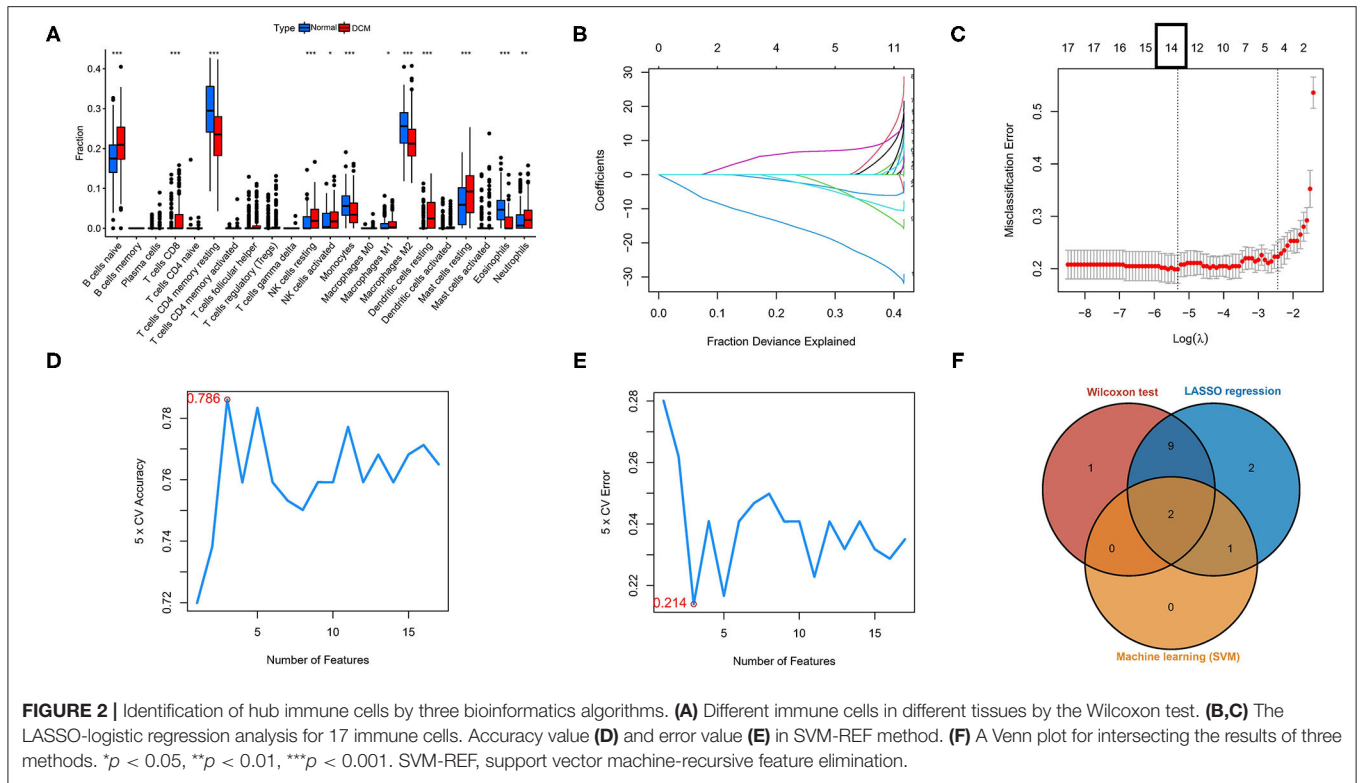 A
Type Normal DCM
*** *** *** *** * *** * *** *** *** *** **
Fraction
0.4
0.3
0.2
0.1
0.0
B cells naive
B cells memory
Plasma cells
T cells CD8
T cells CD4 naive
T cells CD4 memory resting
T cells CD4 memory activated
T cells follicular helper
T cells regulatory (Tregs)
T cells gamma delta
NK cells resting
NK cells activated
Monocytes
Macrophages M0
Macrophages M1
Macrophages M2
Dendritic cells resting
Dendritic cells activated
Mast cells resting
Mast cells activated
Eosinophils
Neutrophils
B
0 3 4 5 11
Coefficients
30
20
10
0
−10
−20
−30
0.0 0.1 0.2 0.3 0.4
Fraction Deviance Explained
C
17 17 16 15 14 12 10 7 5 4 2
Misclassification Error
0.5
0.4
0.3
0.2
−8 −7 −6 −5 −4 −3 −2
Log(λ)
D
0.786
5 x CV Accuracy
0.78
0.76
0.74
0.72
5 10 15
Number of Features
E
5 x CV Error
0.28
0.26
0.24
0.22
0.214
5 10 15
Number of Features
F
Wilcoxon test
LASSO regression
1 9 2
2
0 1
0
Machine learning (SVM)
FIGURE 2 | Identification of hub immune cells by three bioinformatics algorithms. (A) Different immune cells in different tissues by the Wilcoxon test. (B,C) The
LASSO-logistic regression analysis for 17 immune cells. Accuracy value (D) and error value (E) in SVM-REF method. (F) A Venn plot for intersecting the results of three
methods. *p < 0.05, **p < 0.01, ***p < 0.001. SVM-REF, support vector machine-recursive feature elimination.